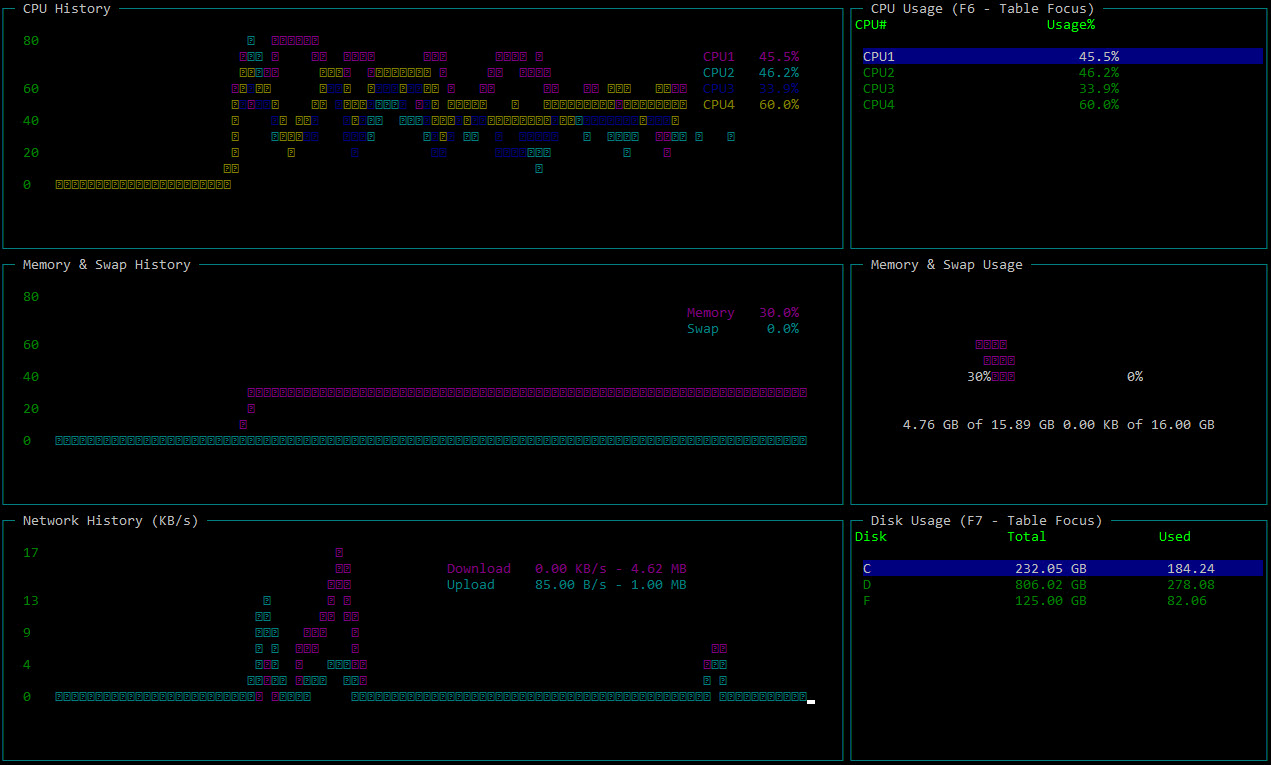 CPU History
80
60
40
20
0
CPU1 45.5%
CPU2 46.2%
CPU3 33.9%
CPU4 60.0%
CPU Usage (F6 - Table Focus)
CPU# Usage%
CPU1 45.5%
CPU2 46.2%
CPU3 33.9%
CPU4 60.0%
Memory & Swap History
80
60
40
20
0
Memory 30.0%
Swap 0.0%
Memory & Swap Usage
30% 0%
4.76 GB of 15.89 GB 0.00 KB of 16.00 GB
Network History (KB/s)
17
13
9
4
0
Download 0.00 KB/s - 4.62 MB
Upload 85.00 B/s - 1.00 MB
Disk Usage (F7 - Table Focus)
Disk Total Used
C 232.05 GB 184.24
D 806.02 GB 278.08
F 125.00 GB 82.06